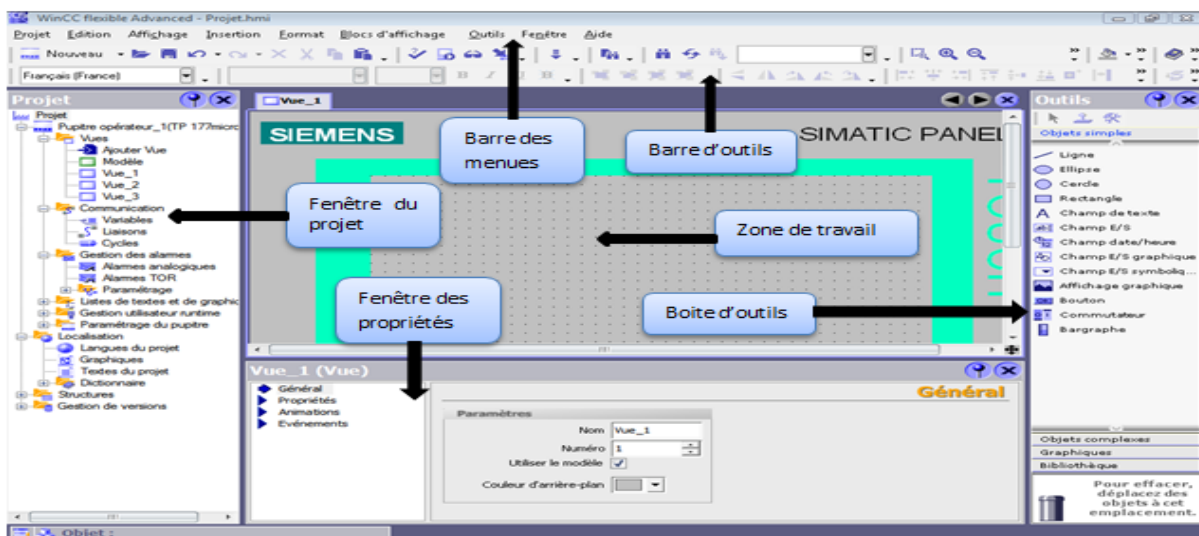 WinCC flexible Advanced - Projet.hmi
Projet Edition Affichage Insertion Format Blocs d'affichage Outils Fenêtre Aide
Nouveau
Français (France)
Projet
Projet
Pupitre opérateur_1(TP 177micro
Vues
Ajouter Vue
Modèle
Vue_1
Vue_2
Vue_3
Communication
Variables
Liaisons
Cycles
Gestion des alarmes
Alarmes analogiques
Alarmes TOR
Paramétrage
Listes de textes et de graphic
Gestion utilisateur runtime
Paramétrage du pupitre
Localisation
Langues du projet
Graphiques
Textes du projet
Dictionnaire
Structures
Gestion de versions
Vue_1
SIEMENS
SIMATIC PANEL
Barre des
menues
Barre d'outils
Fenêtre du
projet
Zone de travail
Fenêtre des
propriétés
Boite d'outils
Vue_1 (Vue)
Général
Propriétés
Animations
Evénements
Général
Paramètres
Nom Vue_1
Numéro 1
Utiliser le modèle
Couleur d'arrière-plan
Outils
Objets simples
Ligne
Ellipse
Cercle
Rectangle
Champ de texte
Champ E/S
Champ date/heure
Champ E/S graphique
Champ E/S symboliq...
Affichage graphique
Bouton
Commutateur
Bargraphe
Objets complexes
Graphiques
Bibliothèque
Pour effacer,
déplacez des
objets à cet
emplacement.
Objet :